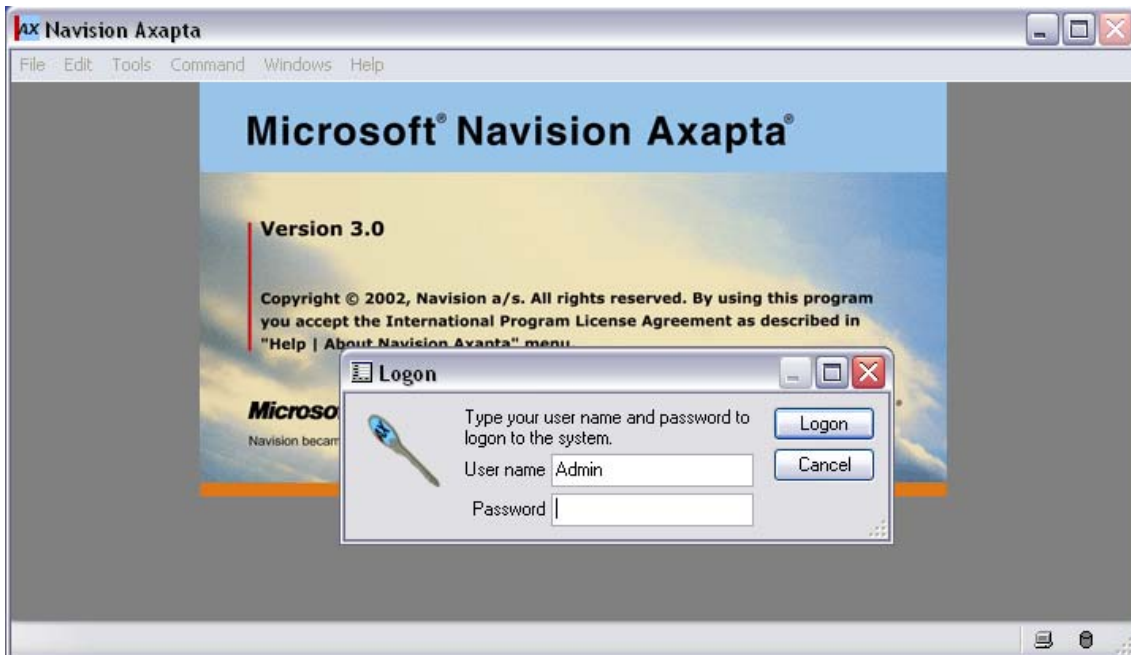 AX Navision Axapta
File Edit Tools Command Windows Help
Microsoft® Navision Axapta®
Version 3.0
Copyright © 2002, Navision a/s. All rights reserved. By using this program
you accept the International Program License Agreement as described in
"Help | About Navision Axapta" menu.
Logon
Microso
Navision becam
Type your user name and password to
logon to the system.
User name Admin
Password
Logon
Cancel